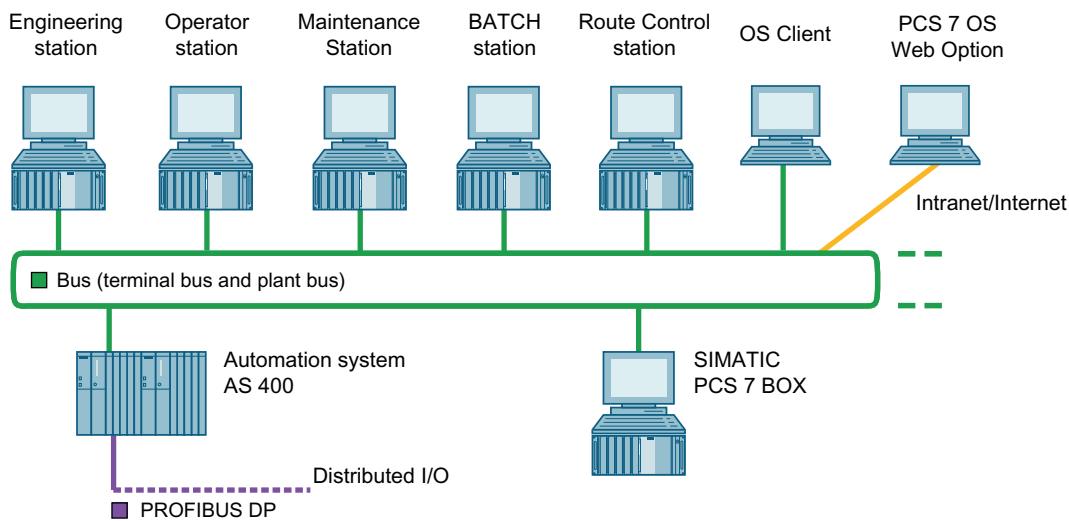 Engineering
station
Operator
station
Maintenance
Station
BATCH
station
Route Control
station
OS Client
PCS 7 OS
Web Option
Intranet/Internet
Bus (terminal bus and plant bus)
Automation system
AS 400
SIMATIC
PCS 7 BOX
Distributed I/O
PROFIBUS DP